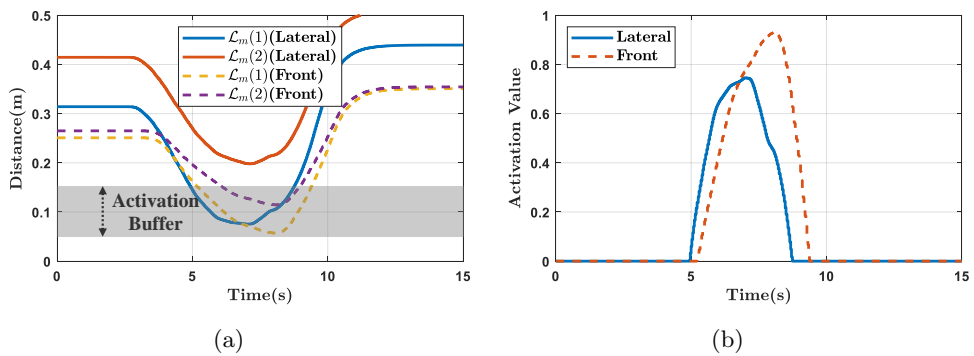 0.5
0.4
0.3
0.2
0.1
0
Distance(m)
ℒₘ(1)(Lateral)
ℒₘ(2)(Lateral)
ℒₘ(1)(Front)
ℒₘ(2)(Front)
Activation
Buffer
0 5 10 15
Time(s)
(a)
1
0.8
0.6
0.4
0.2
0
Activation Value
Lateral
Front
0 5 10 15
Time(s)
(b)